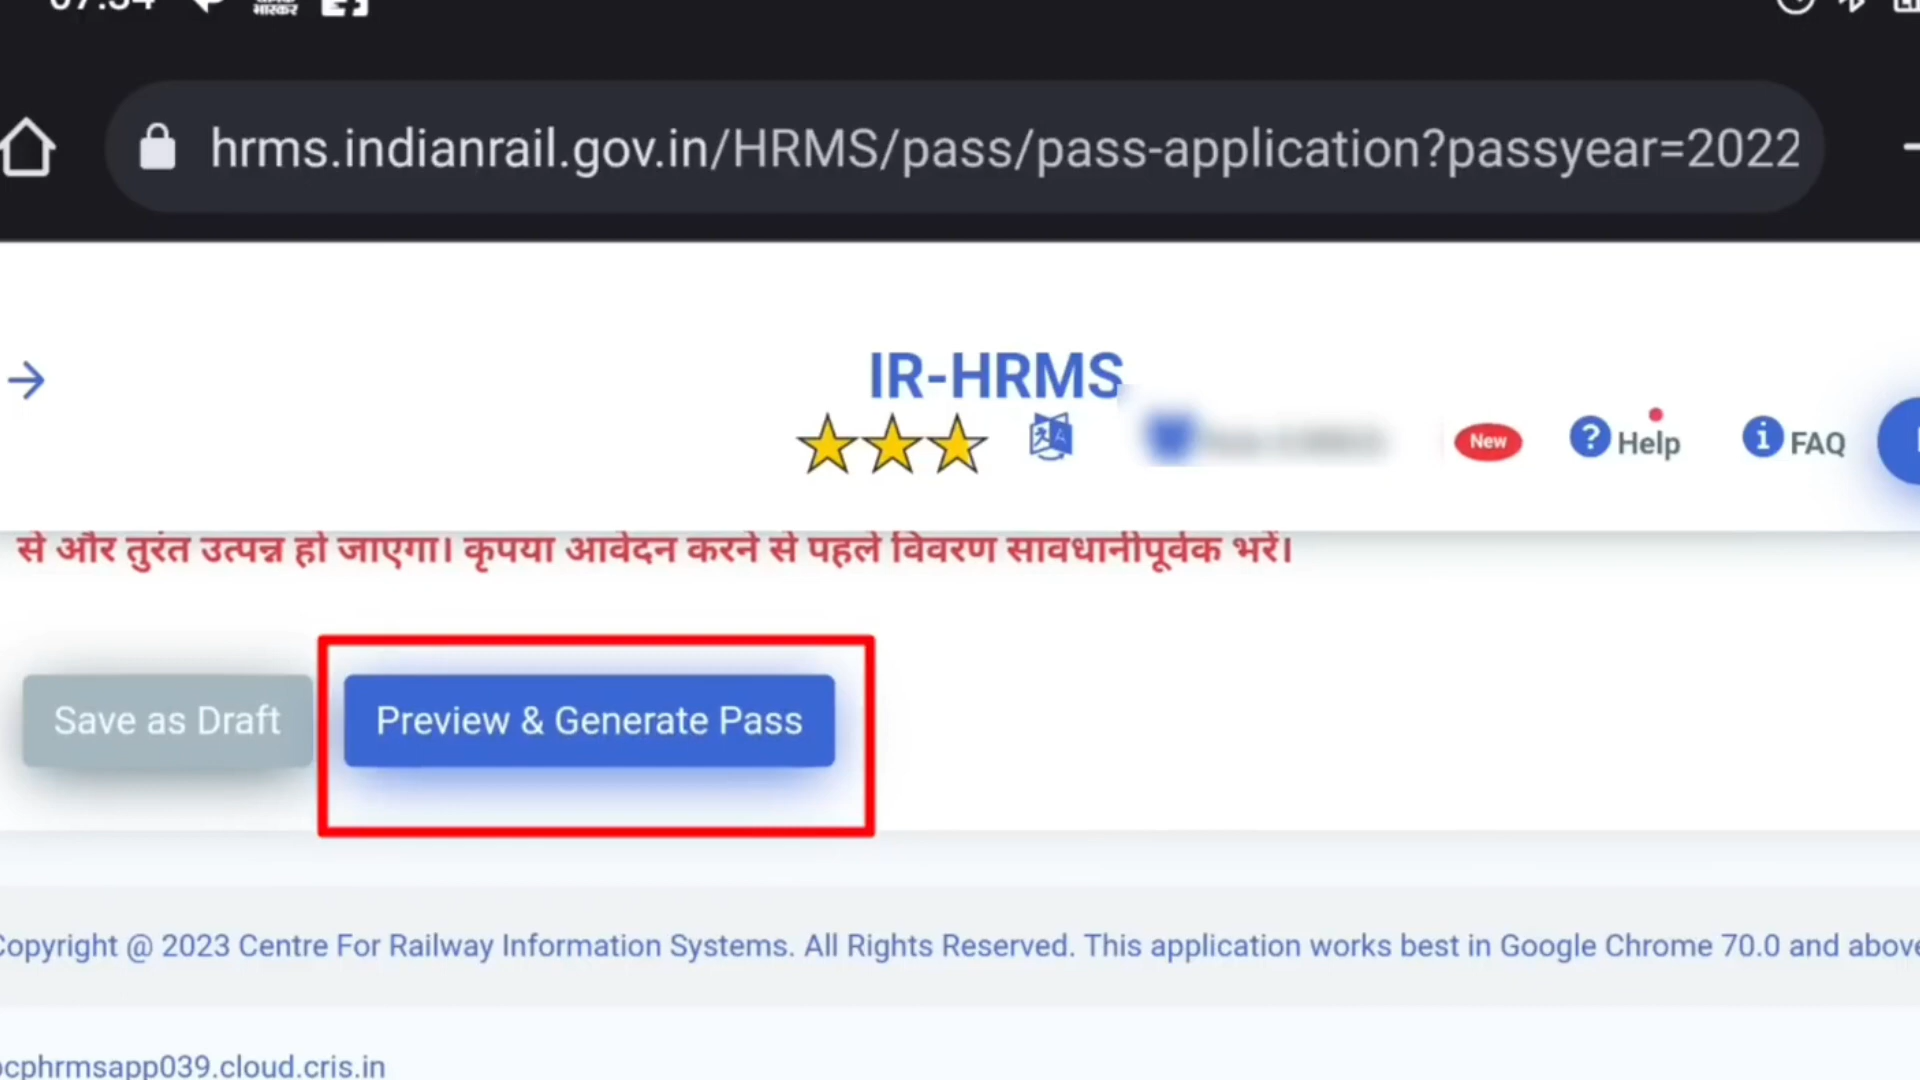 hrms.indianrail.gov.in/HRMS/pass/pass-application?passyear=2022
IR-HRMS
New
Help
FAQ
से और तुरंत उत्पन्न हो जाएगा। कृपया आवेदन करने से पहले विवरण सावधानीपूर्वक भरें।
Save as Draft
Preview & Generate Pass
Copyright @ 2023 Centre For Railway Information Systems. All Rights Reserved. This application works best in Google Chrome 70.0 and above
cphrmsapp039.cloud.cris.in